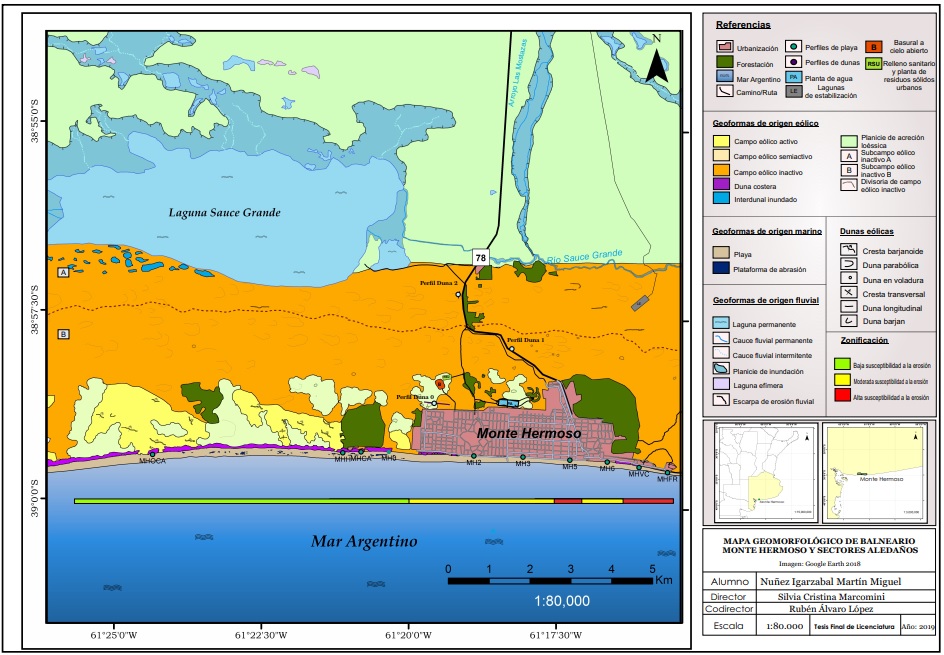 Referencias
Urbanización
Forestación
Mar Argentino
Camino/Ruta
Perfiles de playa
Perfiles de dunas
PA
Planta de agua
LE
Lagunas
de estabilización
B
Basural a
cielo abierto
RSU
Relleno sanitario
y planta de
residuos sólidos
urbanos
Geoformas de origen eólico
Campo eólico activo
Campo eólico semiactivo
Campo eólico inactivo
Duna costera
Interdunal inundado
Planicie de acreción
loéssica
A
Subcampo eólico
inactivo A
B
Subcampo eólico
inactivo B
Divisoria de campo
eólico inactivo
Geoformas de origen marino
Playa
Plataforma de abrasión
Geoformas de origen fluvial
Laguna permanente
Cauce fluvial permanente
Cauce fluvial intermitente
Planicie de inundación
Laguna efímera
Escarpa de erosión fluvial
Dunas eólicas
Cresta barjanoide
Duna parabólica
Duna en voladura
Cresta transversal
Duna longitudinal
Duna barjan
Zonificación
Baja susceptibilidad a la erosión
Moderada susceptibilidad a la erosión
Alta susceptibilidad a la erosión
Monte Hermoso
Monte Hermoso
MAPA GEOMORFOLÓGICO DE BALNEARIO
MONTE HERMOSO Y SECTORES ALEDAÑOS
Imagen: Google Earth 2018
Alumno Nuñez Igarzabal Martín Miguel
Director Silvia Cristina Marcomini
Codirector Rubén Álvaro López
Escala 1:80.000 Tesis Final de Licenciatura Año: 2019
N
Arroyo Las Mostazas
38°55'0"S
Laguna Sauce Grande
78
Río Sauce Grande
A
Perfil Duna 2
38°57'30"S
B
Perfil Duna 1
Perfil Duna 0
Monte Hermoso
MHOCA
MHCA
MH0
MH2
MH3
MH5
MH6
MHVC
MHFR
39°0'0"S
Mar Argentino
0 1 2 3 4 5
Km
1:80,000
61°25'0"W
61°22'30"W
61°20'0"W
61°17'30"W